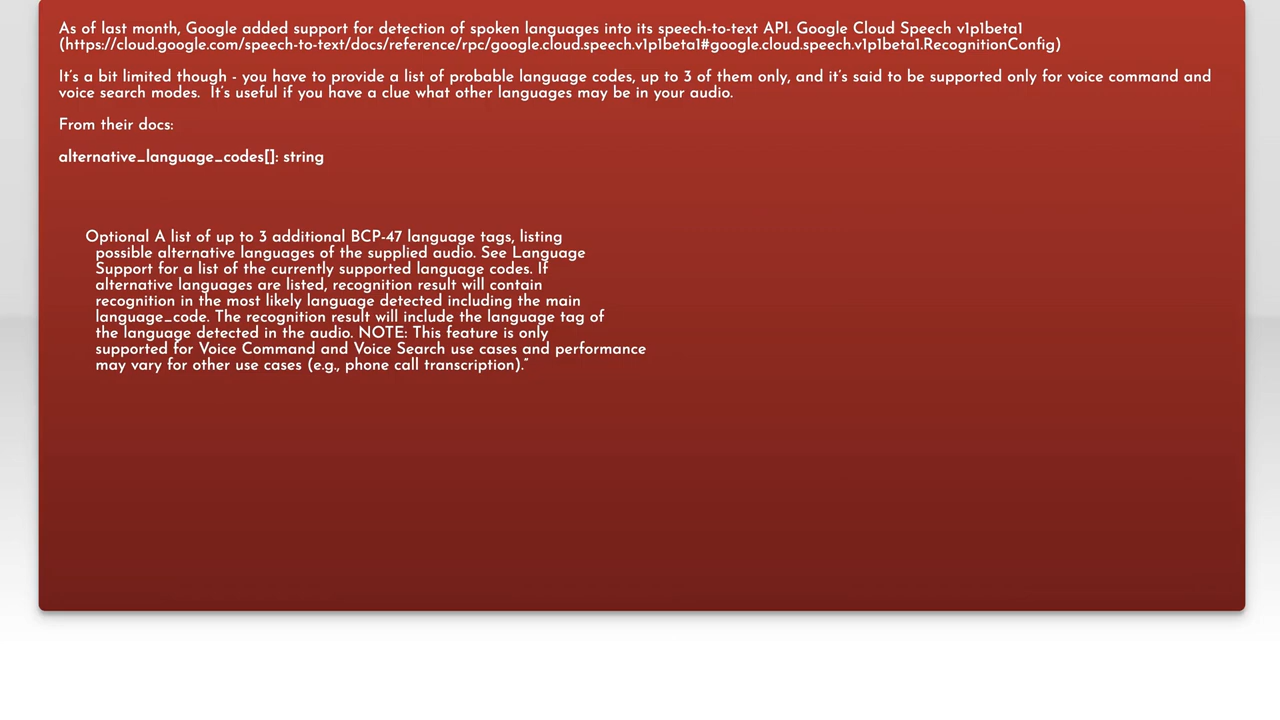 As of last month, Google added support for detection of spoken languages into its speech-to-text API. Google Cloud Speech v1p1beta1
(https://cloud.google.com/speech-to-text/docs/reference/rpc/google.cloud.speech.v1p1beta1#google.cloud.speech.v1p1beta1.RecognitionConfig)
It's a bit limited though - you have to provide a list of probable language codes, up to 3 of them only, and it's said to be supported only for voice command and
voice search modes.  It's useful if you have a clue what other languages may be in your audio.
From their docs:
alternative_language_codes[]: string
Optional A list of up to 3 additional BCP-47 language tags, listing
possible alternative languages of the supplied audio. See Language
Support for a list of the currently supported language codes. If
alternative languages are listed, recognition result will contain
recognition in the most likely language detected including the main
language_code. The recognition result will include the language tag of
the language detected in the audio. NOTE: This feature is only
supported for Voice Command and Voice Search use cases and performance
may vary for other use cases (e.g., phone call transcription)."